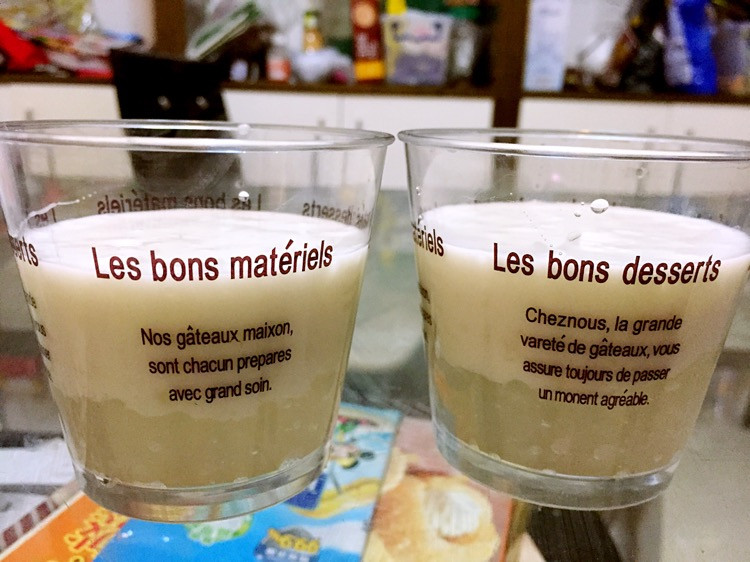 Les bons matériels
Nos gâteaux maixon,
sont chacun prepares
avec grand soin.
Les bons desserts
Cheznous, la grande
vareté de gâteaux, vous
assure toujours de passer
un monent agréable.